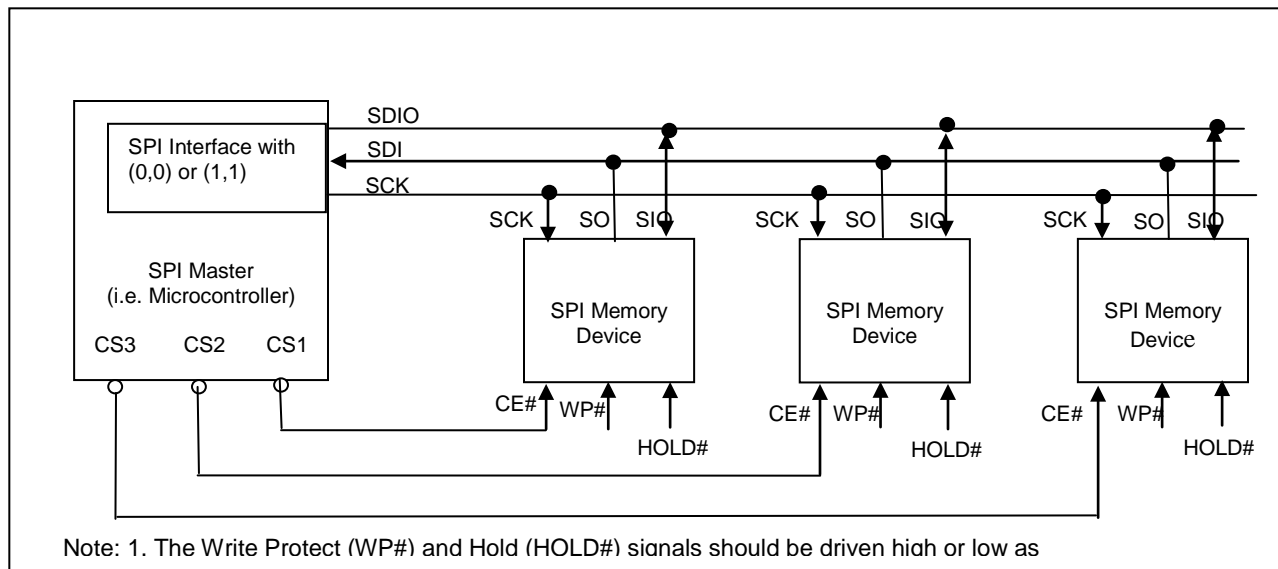 SDIO
SPI Interface with
(0,0) or (1,1)
SDI
SCK
SCK SO SIO
SCK SO SIO
SCK SO SIO
SPI Master
(i.e. Microcontroller)
SPI Memory
Device
SPI Memory
Device
SPI Memory
Device
CS3 CS2 CS1
CE# WP# HOLD#
CE# WP# HOLD#
CE# WP# HOLD#
Note: 1. The Write Protect (WP#) and Hold (HOLD#) signals should be driven high or low as